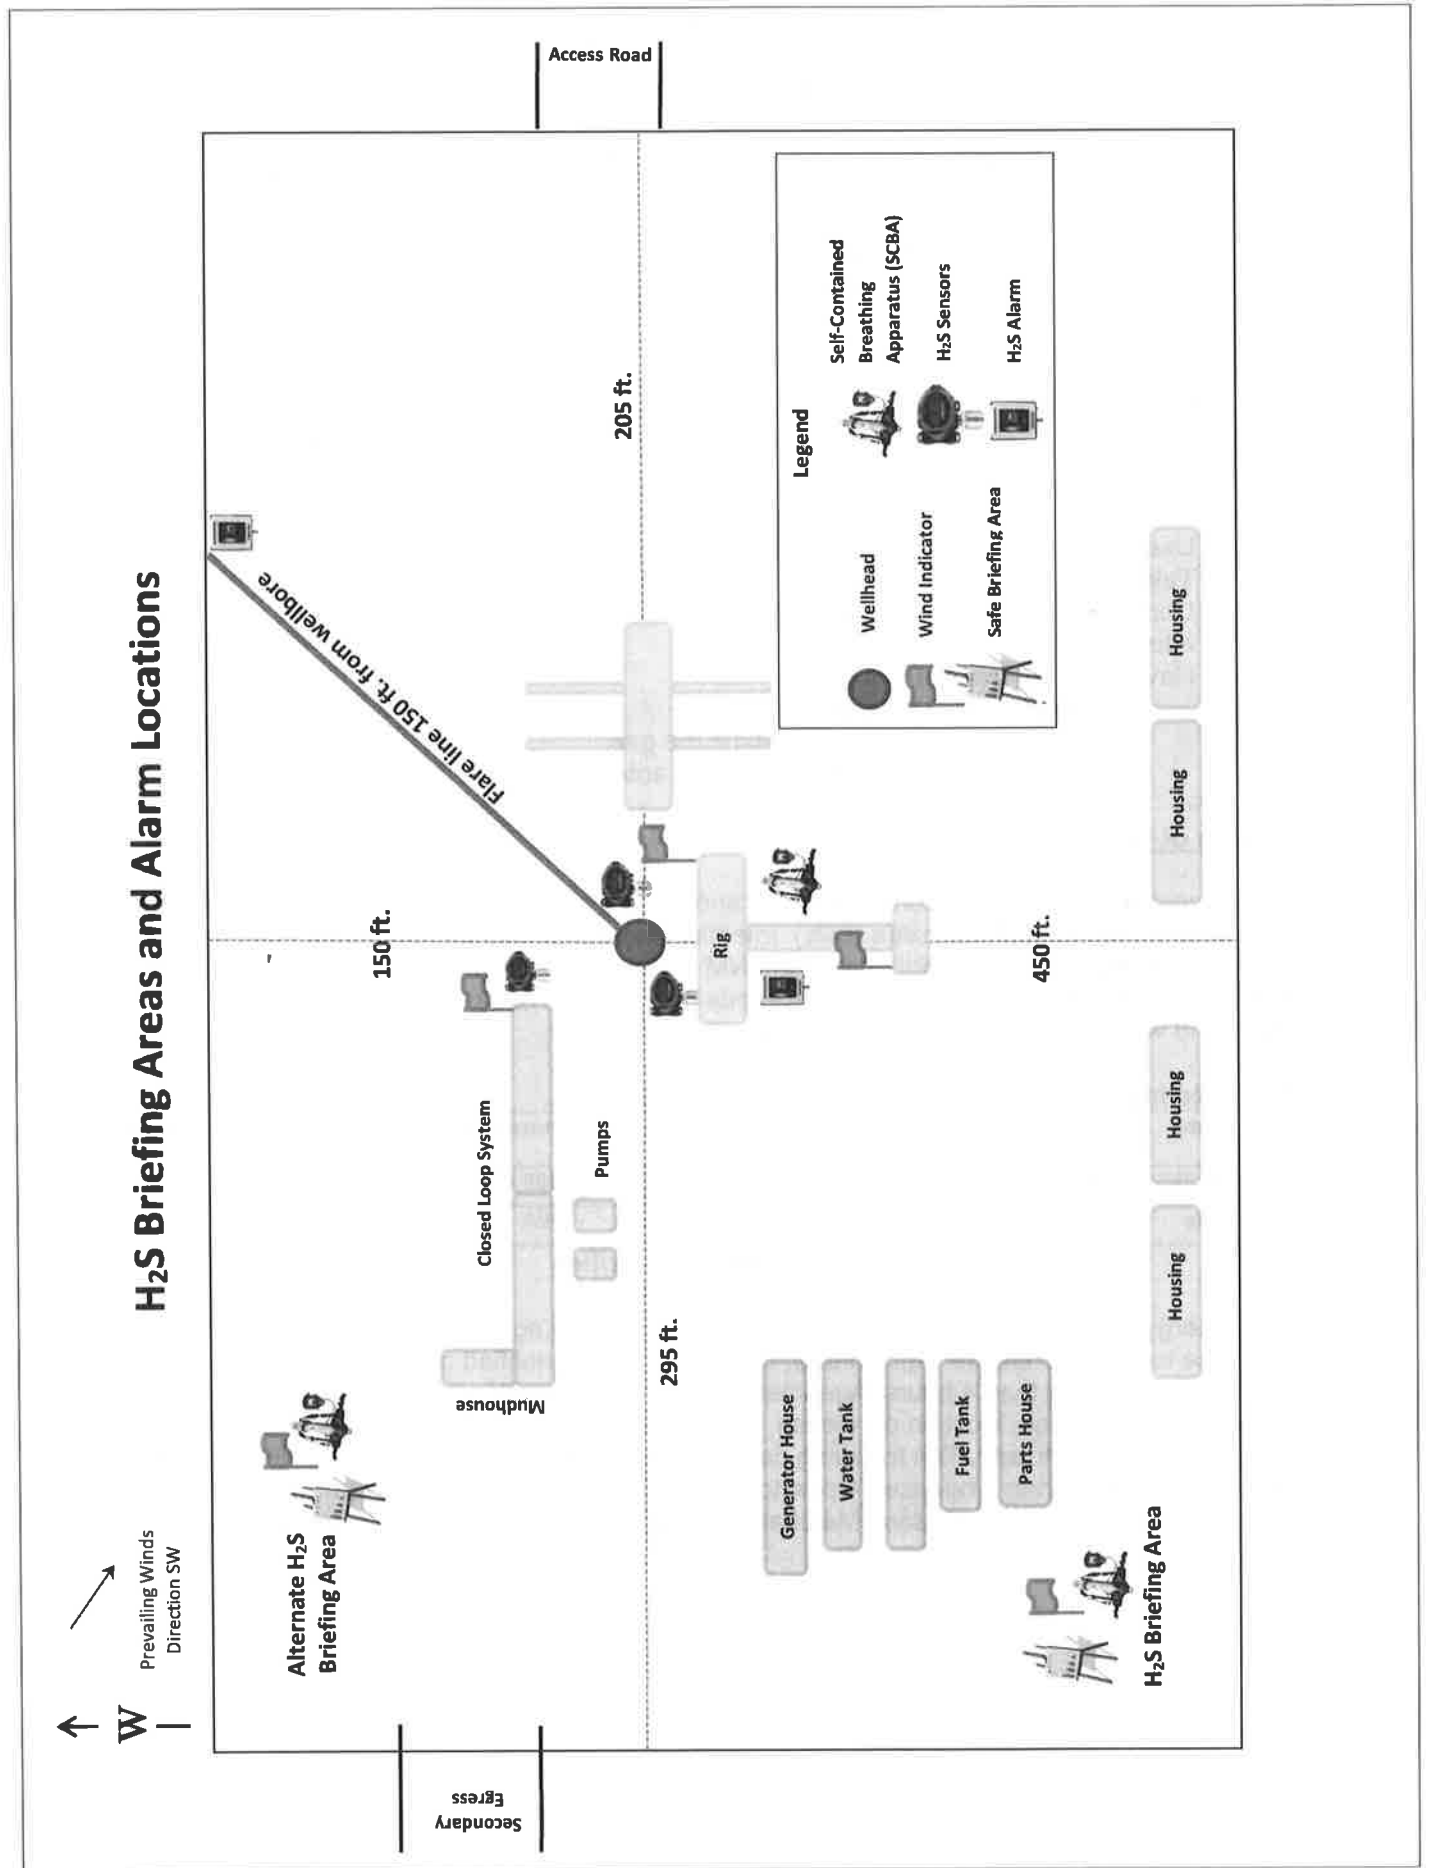 H₂S Briefing Areas and Alarm Locations
W
Prevailing Winds
Direction SW
Access Road
Secondary
Egress
Alternate H₂S
Briefing Area
Mudhouse
Closed Loop System
Pumps
150 ft.
Flare line 150 ft. from wellbore
205 ft.
295 ft.
450 ft.
Rig
Generator House
Water Tank
Fuel Tank
Parts House
H₂S Briefing Area
Housing
Housing
Housing
Housing
Legend
Wellhead
Wind Indicator
Safe Briefing Area
Self-Contained
Breathing
Apparatus (SCBA)
H₂S Sensors
H₂S Alarm